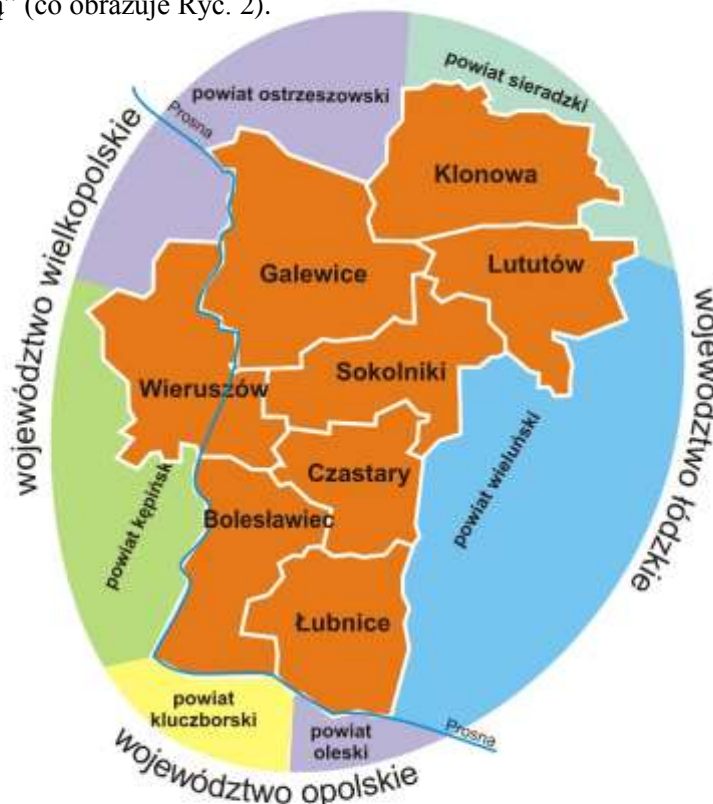 ą” (co obrazuje Ryc. 2).
powiat sieradzki
powiat ostrzeszowski
Prosna
województwo wielkopolskie
Klonowa
Galewice
Lututów
województwo łódzkie
Sokolniki
Wieruszów
powiat wieluński
powiat kępińsk
Czastary
Bolesławiec
Łubnice
powiat
kluczborski
powiat
oleski
Prosna
województwo opolskie